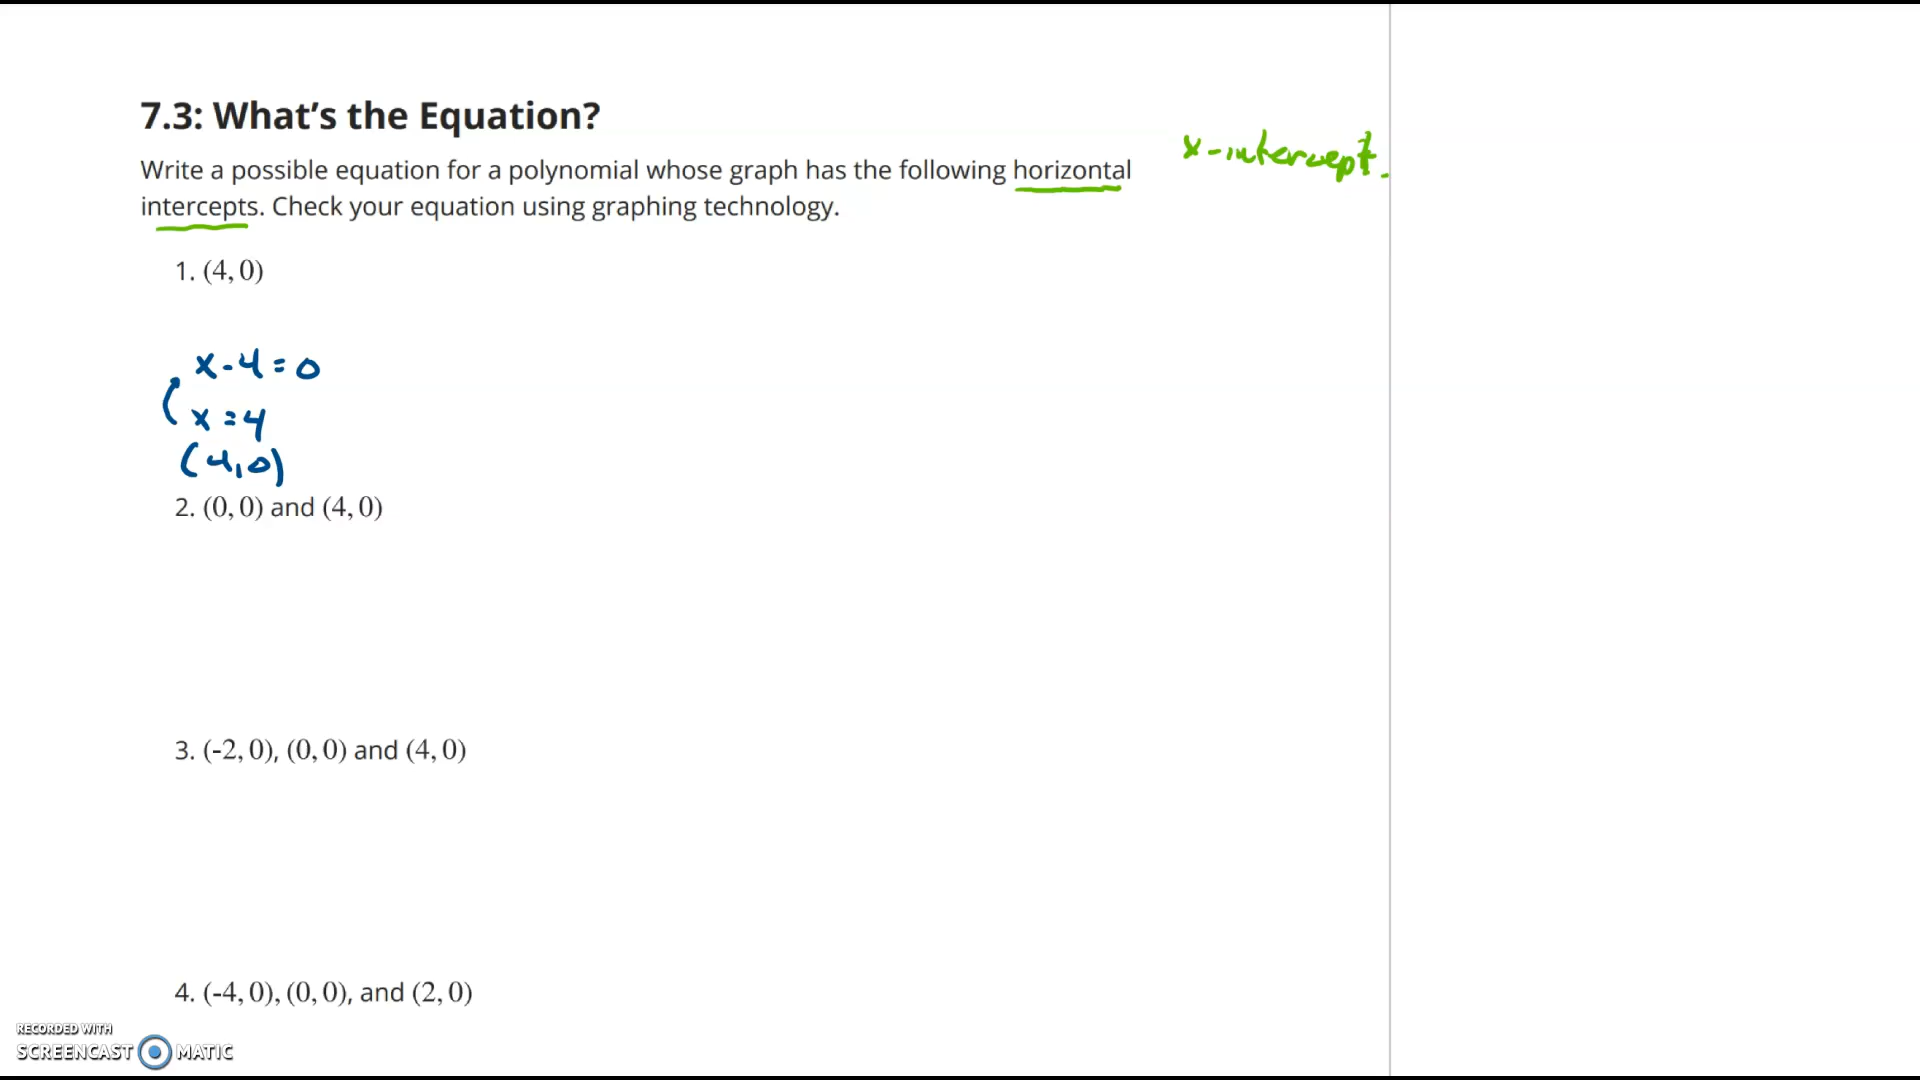 7.3: What's the Equation?
x-intercept.
Write a possible equation for a polynomial whose graph has the following horizontal
intercepts. Check your equation using graphing technology.
1. (4, 0)
x - 4 = 0
x = 4
(4,0)
2. (0, 0) and (4, 0)
3. (-2, 0), (0, 0) and (4, 0)
4. (-4, 0), (0, 0), and (2, 0)
RECORDED WITH
SCREENCAST MATIC